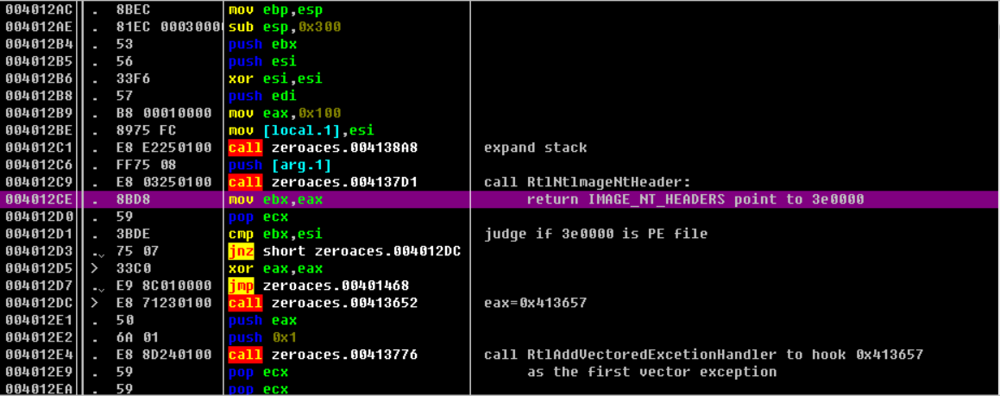 004012AC . 8BEC mov ebp,esp
004012AE . 81EC 00030000 sub esp,0x300
004012B4 . 53 push ebx
004012B5 . 56 push esi
004012B6 . 33F6 xor esi,esi
004012B8 . 57 push edi
004012B9 . B8 00010000 mov eax,0x100
004012BE . 8975 FC mov [local.1],esi
004012C1 . E8 E2250100 call zeroaces.004138A8 expand stack
004012C6 . FF75 08 push [arg.1]
004012C9 . E8 03250100 call zeroaces.004137D1 call RtlNtlmageNtHeader:
004012CE . 8BD8 mov ebx,eax return IMAGE_NT_HEADERS point to 3e0000
004012D0 . 59 pop ecx
004012D1 . 3BDE cmp ebx,esi judge if 3e0000 is PE file
004012D3 .⌄ 75 07 jnz short zeroaces.004012DC
004012D5 > 33C0 xor eax,eax
004012D7 .⌄ E9 8C010000 jmp zeroaces.00401468
004012DC > E8 71230100 call zeroaces.00413652 eax=0x413657
004012E1 . 50 push eax
004012E2 . 6A 01 push 0x1
004012E4 . E8 8D240100 call zeroaces.00413776 call RtlAddVectoredExcetionHandler to hook 0x413657
004012E9 . 59 pop ecx as the first vector exception
004012EA . 59 pop ecx